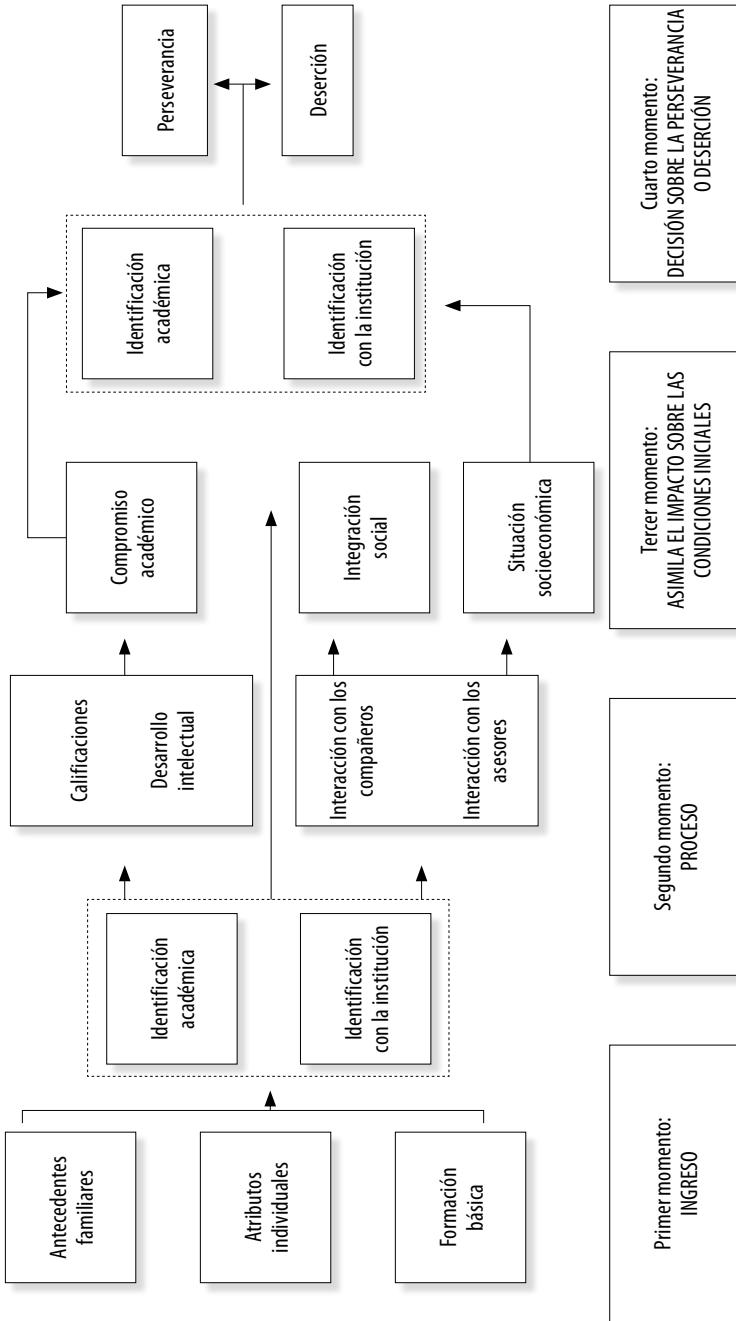 Antecedentes
familiares
Atributos
individuales
Formación
básica
Identificación
académica
Identificación
con la institución
Calificaciones
Desarrollo
intelectual
Interacción con los
compañeros
Interacción con los
asesores
Compromiso
académico
Integración
social
Situación
socioeconómica
Identificación
académica
Identificación
con la institución
Perseverancia
Deserción
Primer momento:
INGRESO
Segundo momento:
PROCESO
Tercer momento:
ASIMILA EL IMPACTO SOBRE LAS
CONDICIONES INICIALES
Cuarto momento:
DECISIÓN SOBRE LA PERSEVERANCIA
O DESERCIÓN